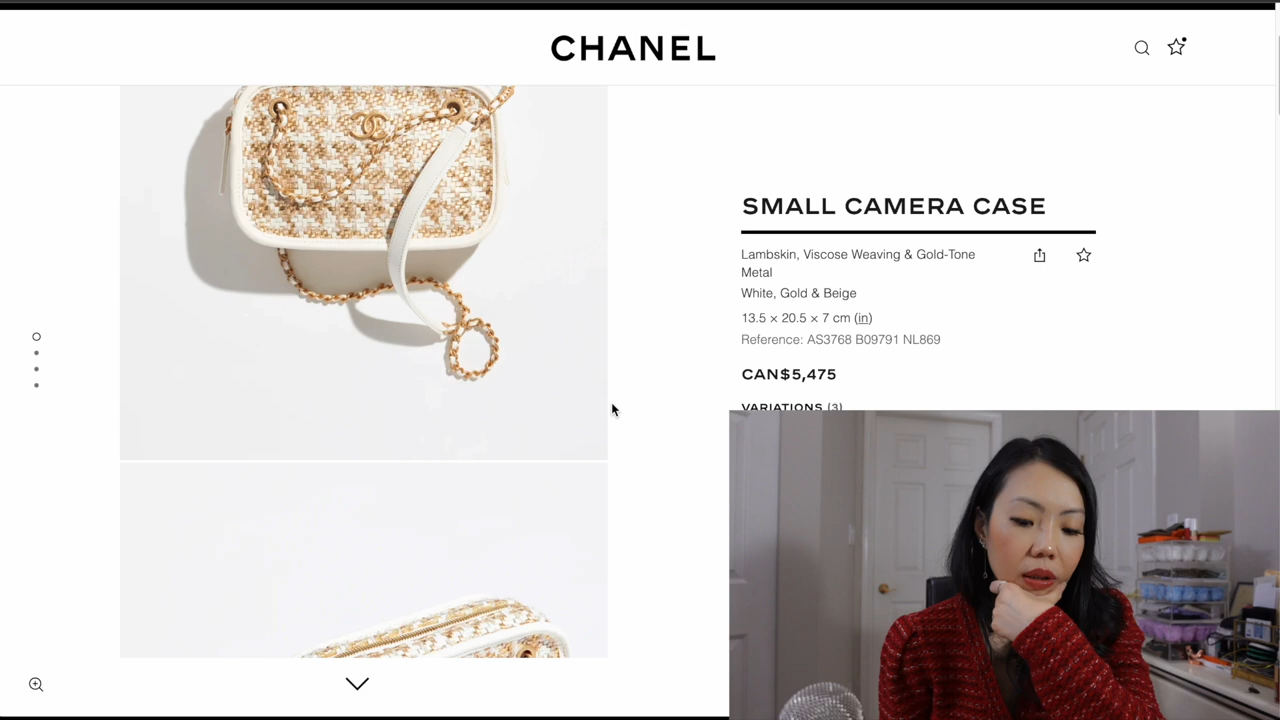 CHANEL
SMALL CAMERA CASE
Lambskin, Viscose Weaving & Gold-Tone
Metal
White, Gold & Beige
13.5 × 20.5 × 7 cm (in)
Reference: AS3768 B09791 NL869
CAN$5,475
VARIATIONS (3)